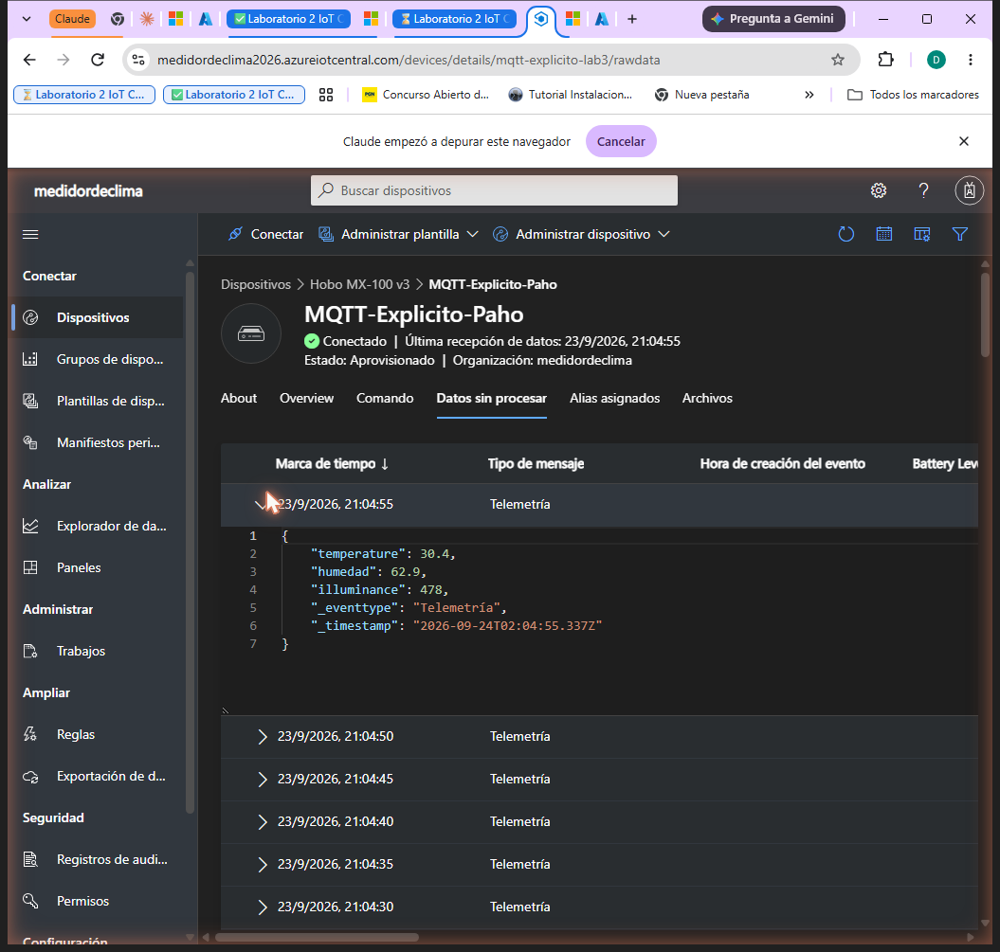 Claude
Laboratorio 2 IoT C
Laboratorio 2 IoT C
Pregunta a Gemini
medidordeclima2026.azureiotcentral.com/devices/details/mqtt-explicito-lab3/rawdata
D
Laboratorio 2 IoT C...
Laboratorio 2 IoT C...
Concurso Abierto d...
Tutorial Instalacion...
Nueva pestaña
»
Todos los marcadores
Claude empezó a depurar este navegador
Cancelar
medidordeclima
Buscar dispositivos
?
Conectar
Administrar plantilla
Administrar dispositivo
Conectar
Dispositivos
Grupos de dispo...
Plantillas de disp...
Manifiestos peri...
Analizar
Explorador de da...
Paneles
Administrar
Trabajos
Ampliar
Reglas
Exportación de d...
Seguridad
Registros de audi...
Permisos
Configuración
Dispositivos > Hobo MX-100 v3 > MQTT-Explicito-Paho
MQTT-Explicito-Paho
Conectado | Última recepción de datos: 23/9/2026, 21:04:55
Estado: Aprovisionado | Organización: medidordeclima
About Overview Comando Datos sin procesar Alias asignados Archivos
Marca de tiempo ↓ Tipo de mensaje Hora de creación del evento Battery Lev
23/9/2026, 21:04:55 Telemetría
1 {
2 "temperature": 30.4,
3 "humedad": 62.9,
4 "illuminance": 478,
5 "_eventtype": "Telemetría",
6 "_timestamp": "2026-09-24T02:04:55.337Z"
7 }
23/9/2026, 21:04:50 Telemetría
23/9/2026, 21:04:45 Telemetría
23/9/2026, 21:04:40 Telemetría
23/9/2026, 21:04:35 Telemetría
23/9/2026, 21:04:30 Telemetría